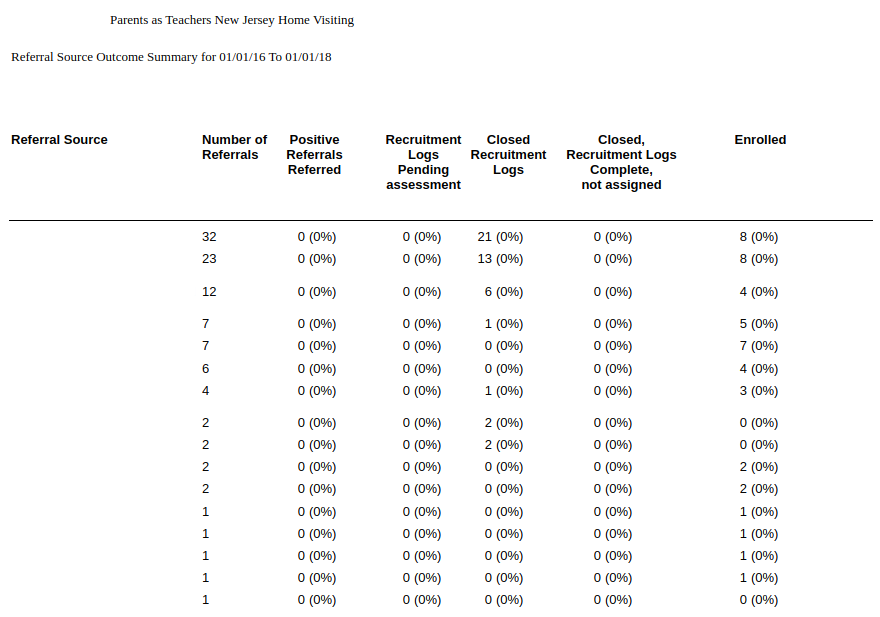 Parents as Teachers New Jersey Home Visiting
Referral Source Outcome Summary for 01/01/16 To 01/01/18
Referral Source Number of Positive Recruitment Closed Closed, Enrolled
Referrals Referrals Logs Recruitment Recruitment Logs
Referred Pending Logs Complete,
assessment not assigned
32 0 (0%) 0 (0%) 21 (0%) 0 (0%) 8 (0%)
23 0 (0%) 0 (0%) 13 (0%) 0 (0%) 8 (0%)
12 0 (0%) 0 (0%) 6 (0%) 0 (0%) 4 (0%)
7 0 (0%) 0 (0%) 1 (0%) 0 (0%) 5 (0%)
7 0 (0%) 0 (0%) 0 (0%) 0 (0%) 7 (0%)
6 0 (0%) 0 (0%) 0 (0%) 0 (0%) 4 (0%)
4 0 (0%) 0 (0%) 1 (0%) 0 (0%) 3 (0%)
2 0 (0%) 0 (0%) 2 (0%) 0 (0%) 0 (0%)
2 0 (0%) 0 (0%) 2 (0%) 0 (0%) 0 (0%)
2 0 (0%) 0 (0%) 0 (0%) 0 (0%) 2 (0%)
2 0 (0%) 0 (0%) 0 (0%) 0 (0%) 2 (0%)
1 0 (0%) 0 (0%) 0 (0%) 0 (0%) 1 (0%)
1 0 (0%) 0 (0%) 0 (0%) 0 (0%) 1 (0%)
1 0 (0%) 0 (0%) 0 (0%) 0 (0%) 1 (0%)
1 0 (0%) 0 (0%) 0 (0%) 0 (0%) 1 (0%)
1 0 (0%) 0 (0%) 0 (0%) 0 (0%) 0 (0%)